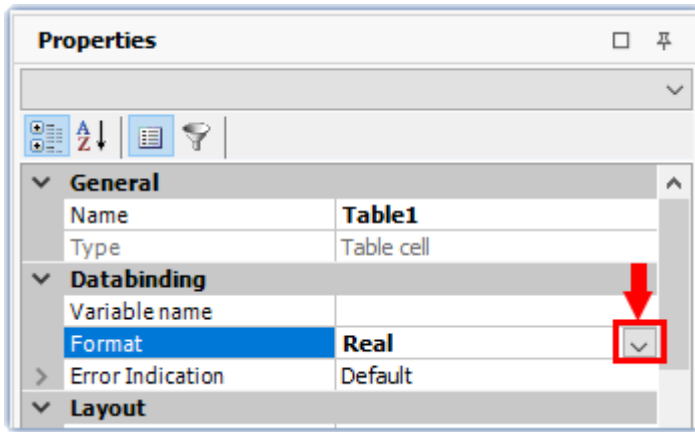 Properties
A
Z
General
Name Table1
Type Table cell
Databinding
Variable name
Format Real
Error Indication Default
Layout